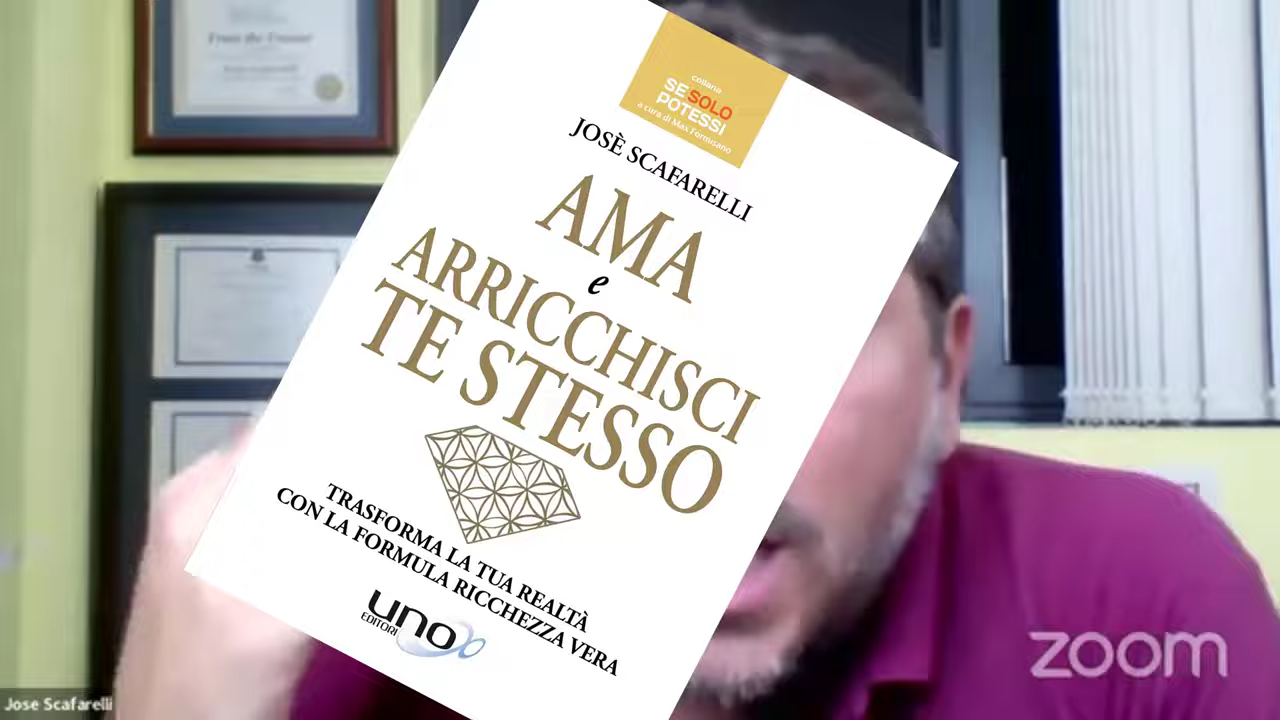 collana
SE SOLO
POTESSI
a cura di Max Formisano
JOSÈ SCAFARELLI
AMA
e
ARRICCHISCI
TE STESSO
TRASFORMA LA TUA REALTÀ
CON LA FORMULA RICCHEZZA VERA
UNO
EDITORI
zoom
Jose Scafarelli